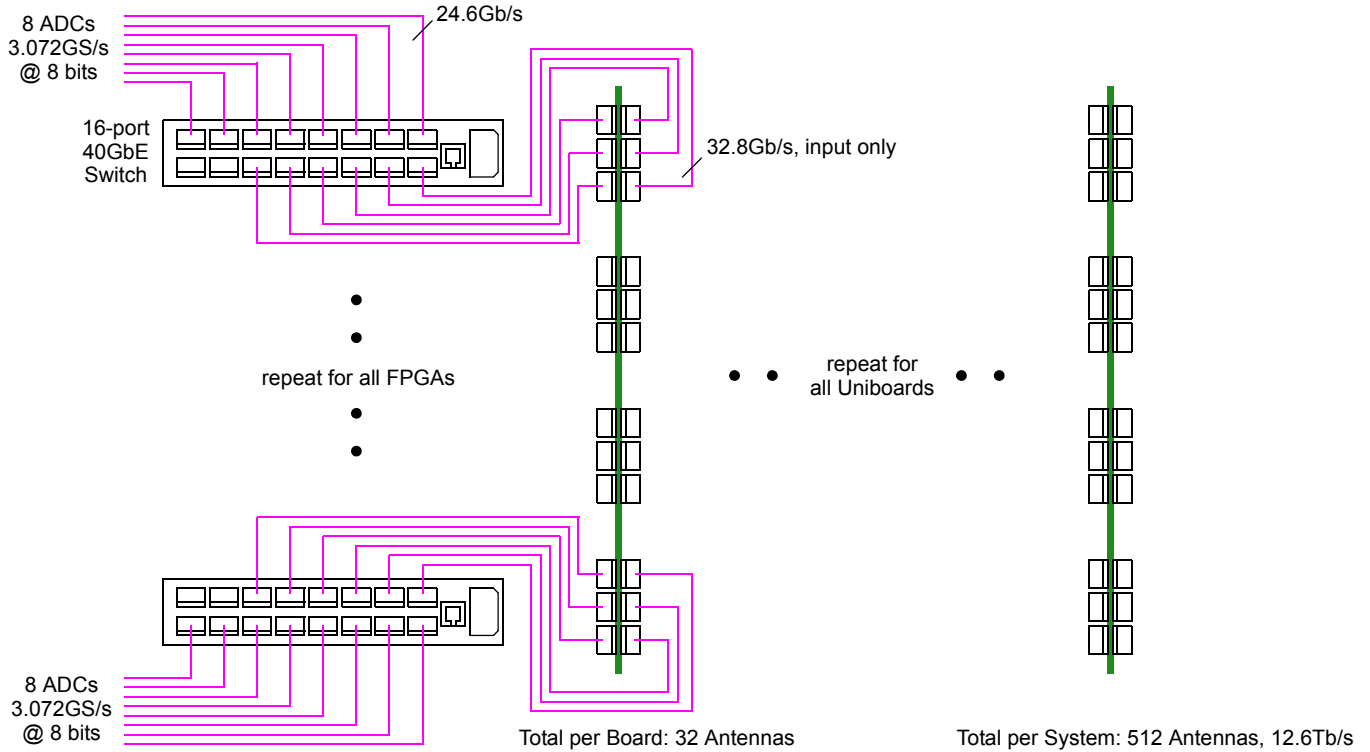 8 ADCs
3.072GS/s
@ 8 bits
24.6Gb/s
16-port
40GbE
Switch
32.8Gb/s, input only
repeat for all FPGAs
repeat for
all Uniboards
8 ADCs
3.072GS/s
@ 8 bits
Total per Board: 32 Antennas
Total per System: 512 Antennas, 12.6Tb/s